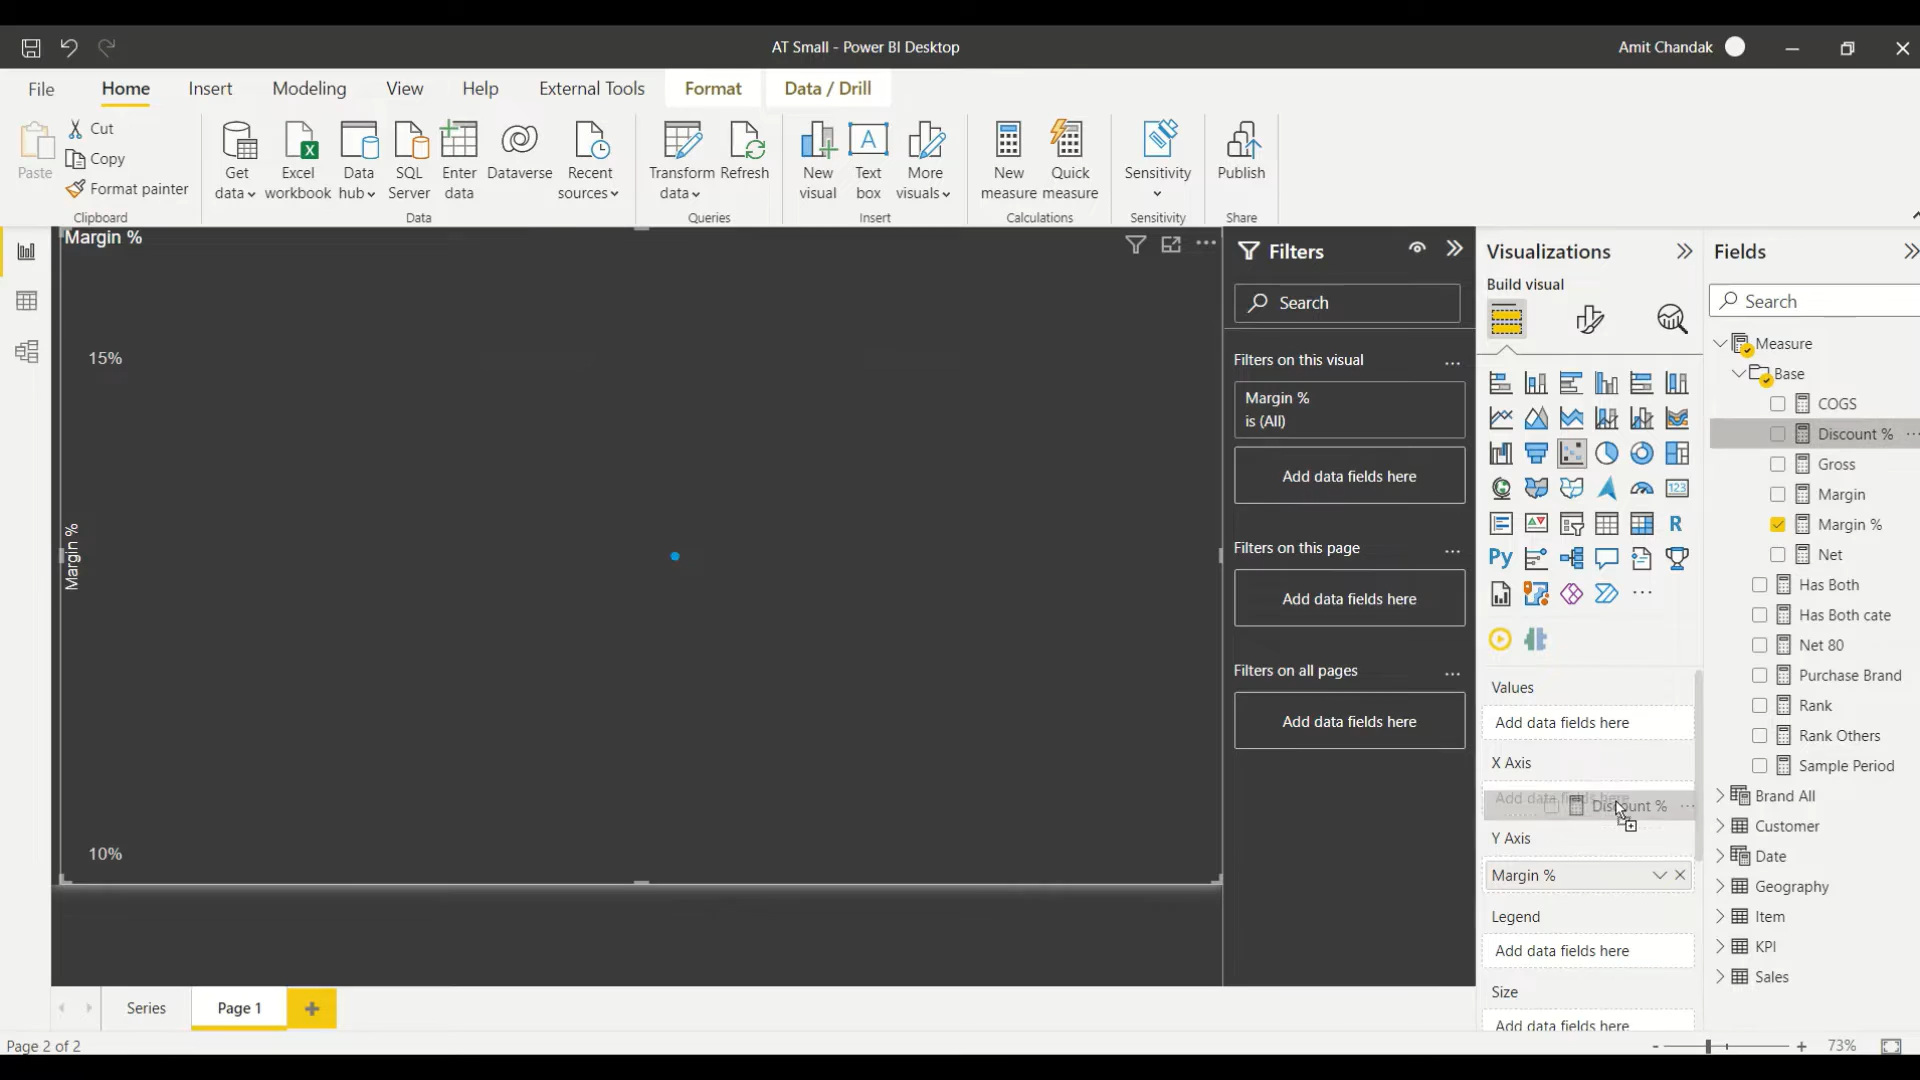 AT Small - Power BI Desktop
Amit Chandak
File
Home
Insert
Modeling
View
Help
External Tools
Format
Data / Drill
Paste
Cut
Copy
Format painter
Clipboard
Get data
Excel workbook
Data hub
SQL Server
Enter data
Dataverse
Recent sources
Data
Transform data
Refresh
Queries
New visual
Text box
More visuals
Insert
New measure
Quick measure
Calculations
Sensitivity
Sensitivity
Publish
Share
Margin %
15%
Margin %
10%
Filters
Search
Filters on this visual
Margin %
is (All)
Add data fields here
Filters on this page
Add data fields here
Filters on all pages
Add data fields here
Visualizations
Build visual
123
R
Py
Values
Add data fields here
X Axis
Add data fields here
Discount %
Y Axis
Margin %
Legend
Add data fields here
Size
Add data fields here
Fields
Search
Measure
Base
COGS
Discount %
Gross
Margin
Margin %
Net
Has Both
Has Both cate
Net 80
Purchase Brand
Rank
Rank Others
Sample Period
Brand All
Customer
Date
Geography
Item
KPI
Sales
Series
Page 1
Page 2 of 2
- + 73%